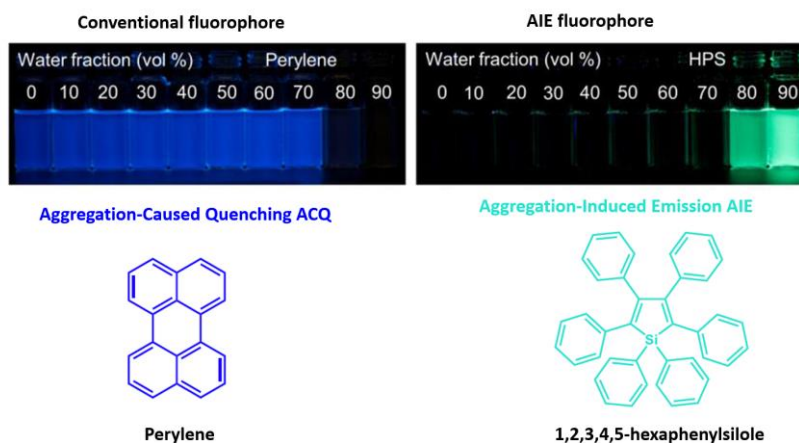 Conventional fluorophore
AIE fluorophore
Water fraction (vol %) Perylene
0 10 20 30 40 50 60 70 80 90
Water fraction (vol %) HPS
0 10 20 30 40 50 60 70 80 90
Aggregation-Caused Quenching ACQ
Aggregation-Induced Emission AIE
Si
Perylene
1,2,3,4,5-hexaphenylsilole